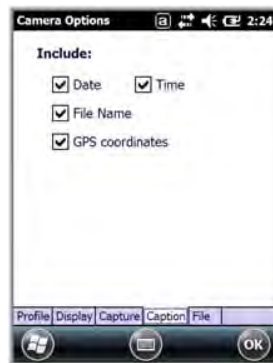 Camera Options a 2:24
Include:
Date Time
File Name
GPS coordinates
Profile Display Capture Caption File
OK